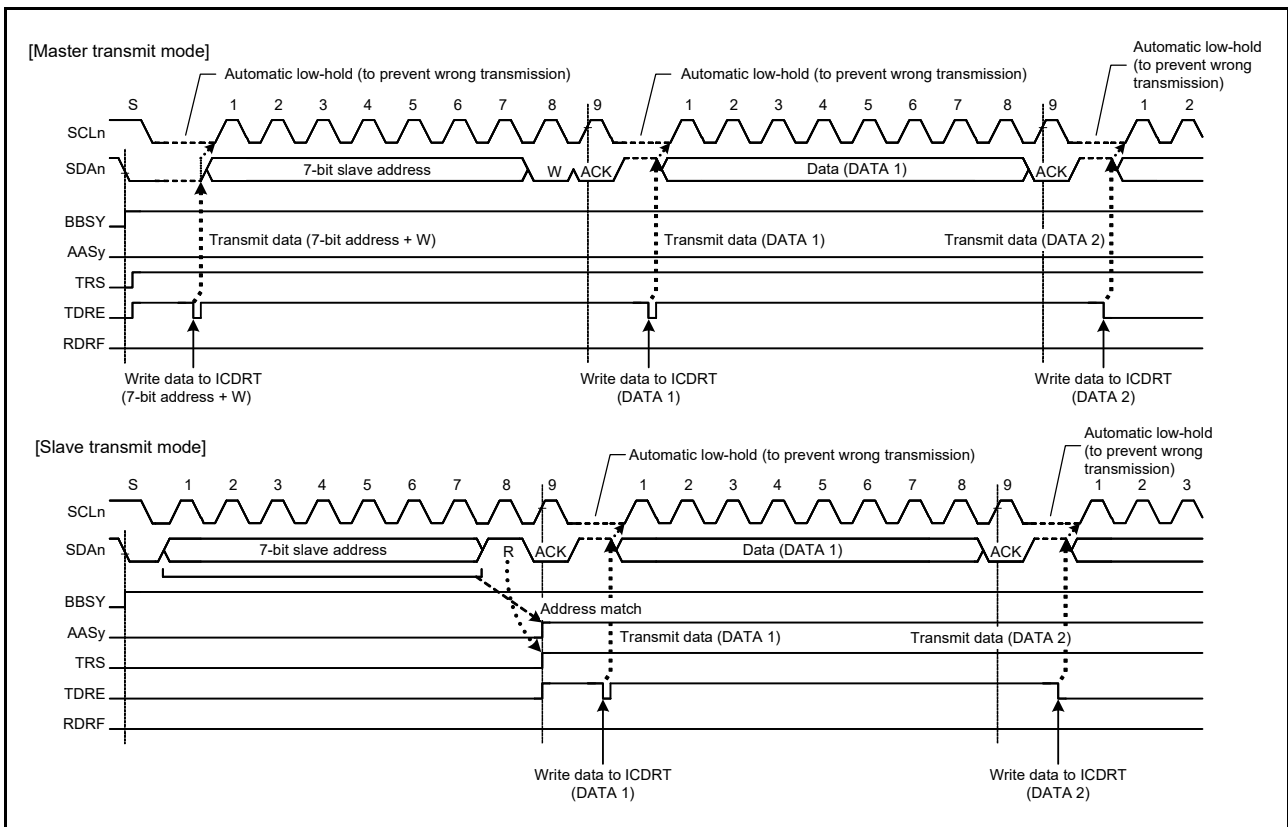 [Master transmit mode]
Automatic low-hold (to prevent wrong transmission)
Automatic low-hold (to prevent wrong transmission)
Automatic low-hold
(to prevent wrong
transmission)
S 1 2 3 4 5 6 7 8 9 1 2 3 4 5 6 7 8 9 1 2
SCLn
SDAn 7-bit slave address W ACK Data (DATA 1) ACK
BBSY
Transmit data (7-bit address + W) Transmit data (DATA 1) Transmit data (DATA 2)
AASy
TRS
TDRE
RDRF
Write data to ICDRT
(7-bit address + W)
Write data to ICDRT
(DATA 1)
Write data to ICDRT
(DATA 2)
[Slave transmit mode]
Automatic low-hold (to prevent wrong transmission)
Automatic low-hold
(to prevent wrong
transmission)
S 1 2 3 4 5 6 7 8 9 1 2 3 4 5 6 7 8 9 1 2 3
SCLn
SDAn 7-bit slave address R ACK Data (DATA 1) ACK
BBSY
Address match
AASy
Transmit data (DATA 1) Transmit data (DATA 2)
TRS
TDRE
RDRF
Write data to ICDRT
(DATA 1)
Write data to ICDRT
(DATA 2)